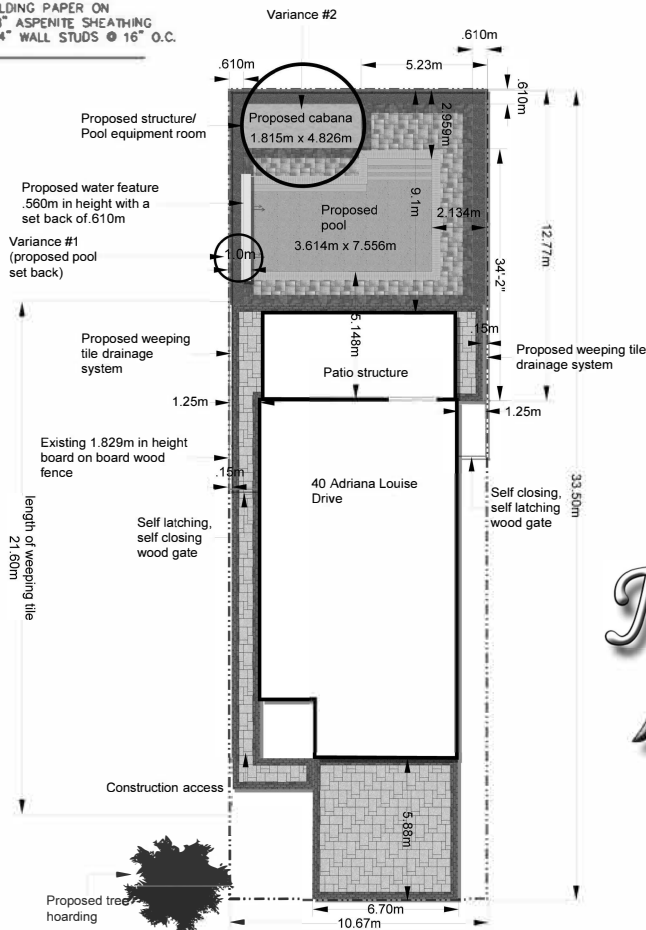 LDING PAPER ON
" ASPENITE SHEATHING
4" WALL STUDS @ 16" O.C.
Variance #2
.610m
.610m
5.23m
.610m
Proposed structure/
Pool equipment room
Proposed cabana
1.815m x 4.826m
2.959m
Proposed water feature
.560m in height with a
set back of.610m
9.1m
Proposed
pool
3.614m x 7.556m
2.134m
12.77m
34'-2"
Variance #1
(proposed pool
set back)
1.0m
5.148m
.15m
Proposed weeping
tile drainage
system
Proposed weeping tile
drainage system
Patio structure
1.25m
1.25m
Existing 1.829m in height
board on board wood
fence
.15m
40 Adriana Louise
Drive
Self closing,
self latching
wood gate
33.50m
Self latching,
self closing
wood gate
length of weeping tile
21.60m
Construction access
5.88m
Proposed tree
hoarding
6.70m
10.67m